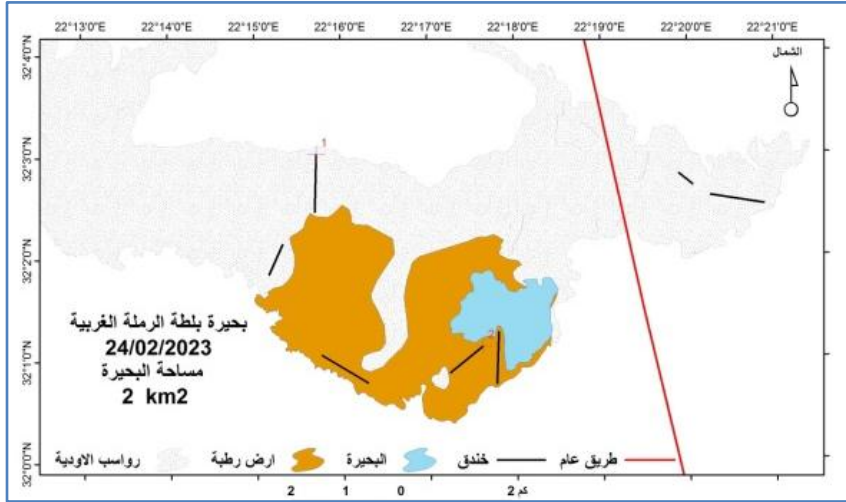 22°13'0"E 22°14'0"E 22°15'0"E 22°16'0"E 22°17'0"E 22°18'0"E 22°19'0"E 22°20'0"E 22°21'0"E
32°4'0"N
32°3'0"N
32°2'0"N
32°1'0"N
32°0'0"N
الشمال
1
2
بحيرة بلطة الرملة الغربية
24/02/2023
مساحة البحيرة
2 km2
طريق عام
خندق
البحيرة
ارض رطبة
رواسب الاودية
2 1 0 2 كم